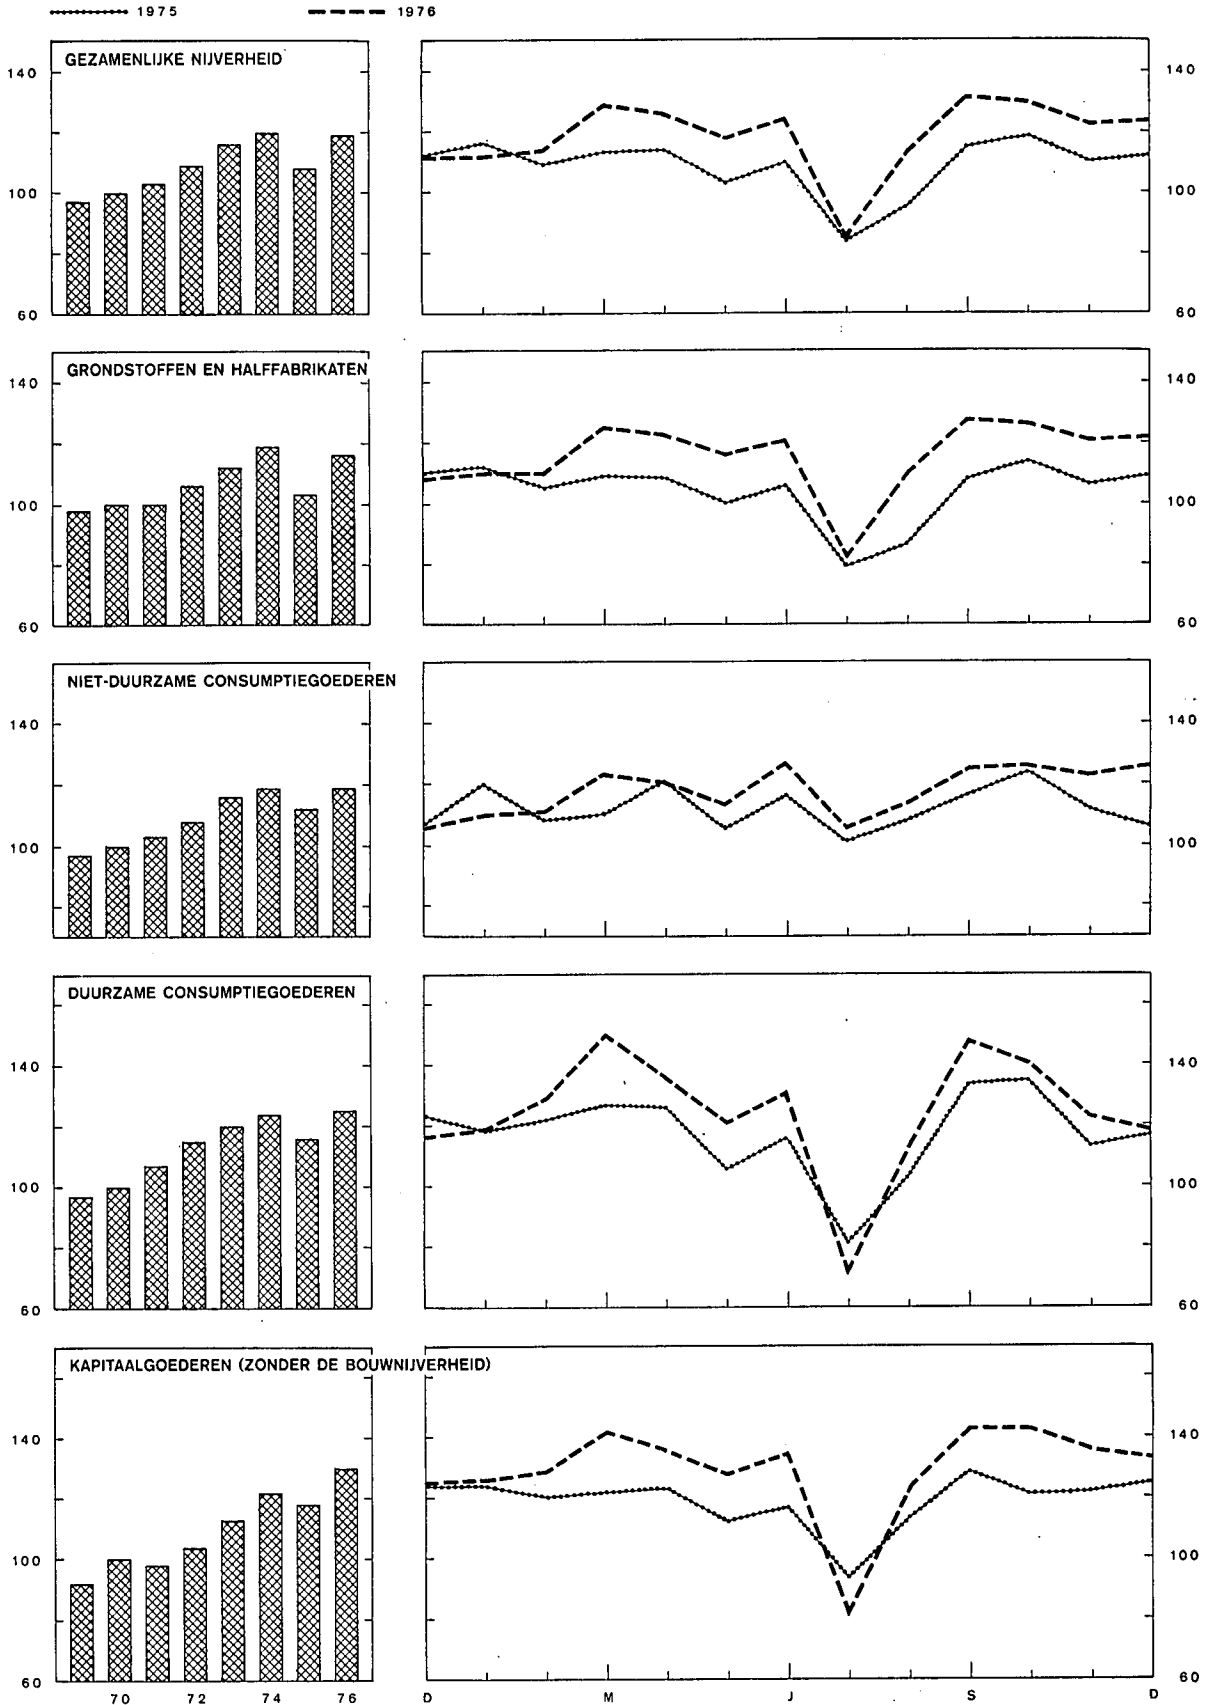 1975 1976
GEZAMENLIJKE NIJVERHEID
140 140
100 100
60 60
GRONDSTOFFEN EN HALFFABRIKATEN
140 140
100 100
60 60
NIET-DUURZAME CONSUMPTIEGOEDEREN
140 140
100 100
DUURZAME CONSUMPTIEGOEDEREN
140 140
100 100
60 60
KAPITAALGOEDEREN (ZONDER DE BOUWNIJVERHEID)
140 140
100 100
60 60
70 72 74 76 D M J S D